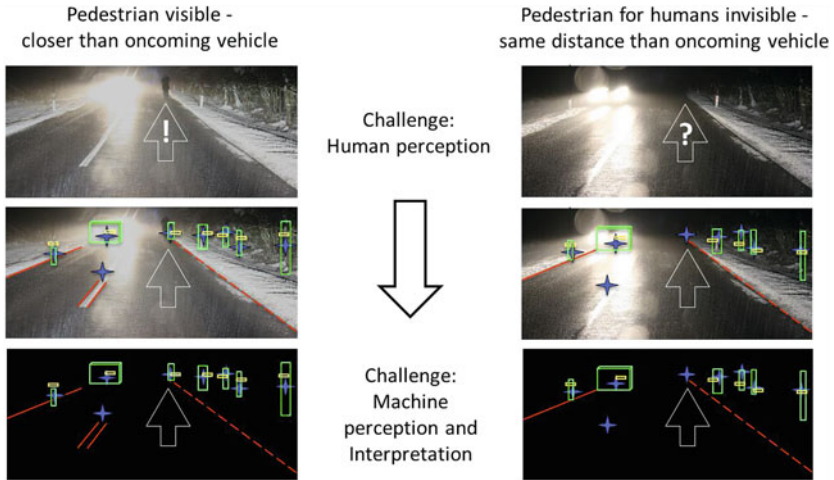 Pedestrian visible -
closer than oncoming vehicle
Pedestrian for humans invisible -
same distance than oncoming vehicle
!
Challenge:
Human perception
?
Challenge:
Machine
perception and
Interpretation